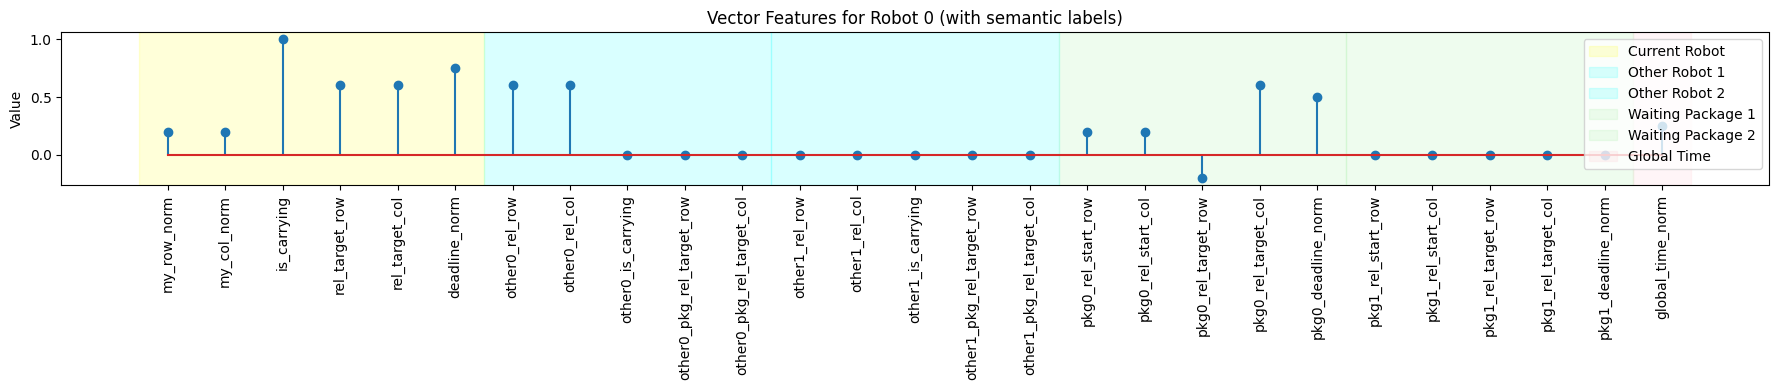 Vector Features for Robot 0 (with semantic labels)
Value
1.0
0.5
0.0
Current Robot
Other Robot 1
Other Robot 2
Waiting Package 1
Waiting Package 2
Global Time
my_row_norm
my_col_norm
is_carrying
rel_target_row
rel_target_col
deadline_norm
other0_rel_row
other0_rel_col
other0_is_carrying
other0_pkg_rel_target_row
other0_pkg_rel_target_col
other1_rel_row
other1_rel_col
other1_is_carrying
other1_pkg_rel_target_row
other1_pkg_rel_target_col
pkg0_rel_start_row
pkg0_rel_start_col
pkg0_rel_target_row
pkg0_rel_target_col
pkg0_deadline_norm
pkg1_rel_start_row
pkg1_rel_start_col
pkg1_rel_target_row
pkg1_rel_target_col
pkg1_deadline_norm
global_time_norm